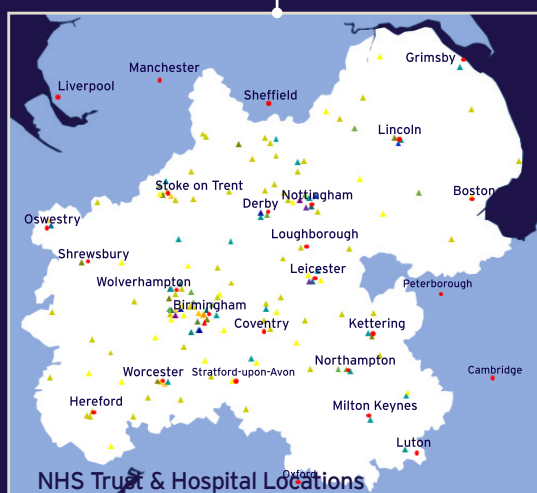 Grimsby
Manchester
Liverpool
Sheffield
Lincoln
Stoke on Trent
Nottingham
Boston
Derby
Oswestry
Loughborough
Shrewsbury
Leicester
Wolverhampton
Peterborough
Birmingham
Coventry
Kettering
Northampton
Worcester
Stratford-upon-Avon
Cambridge
Hereford
Milton Keynes
Luton
Oxford
NHS Trust & Hospital Locations